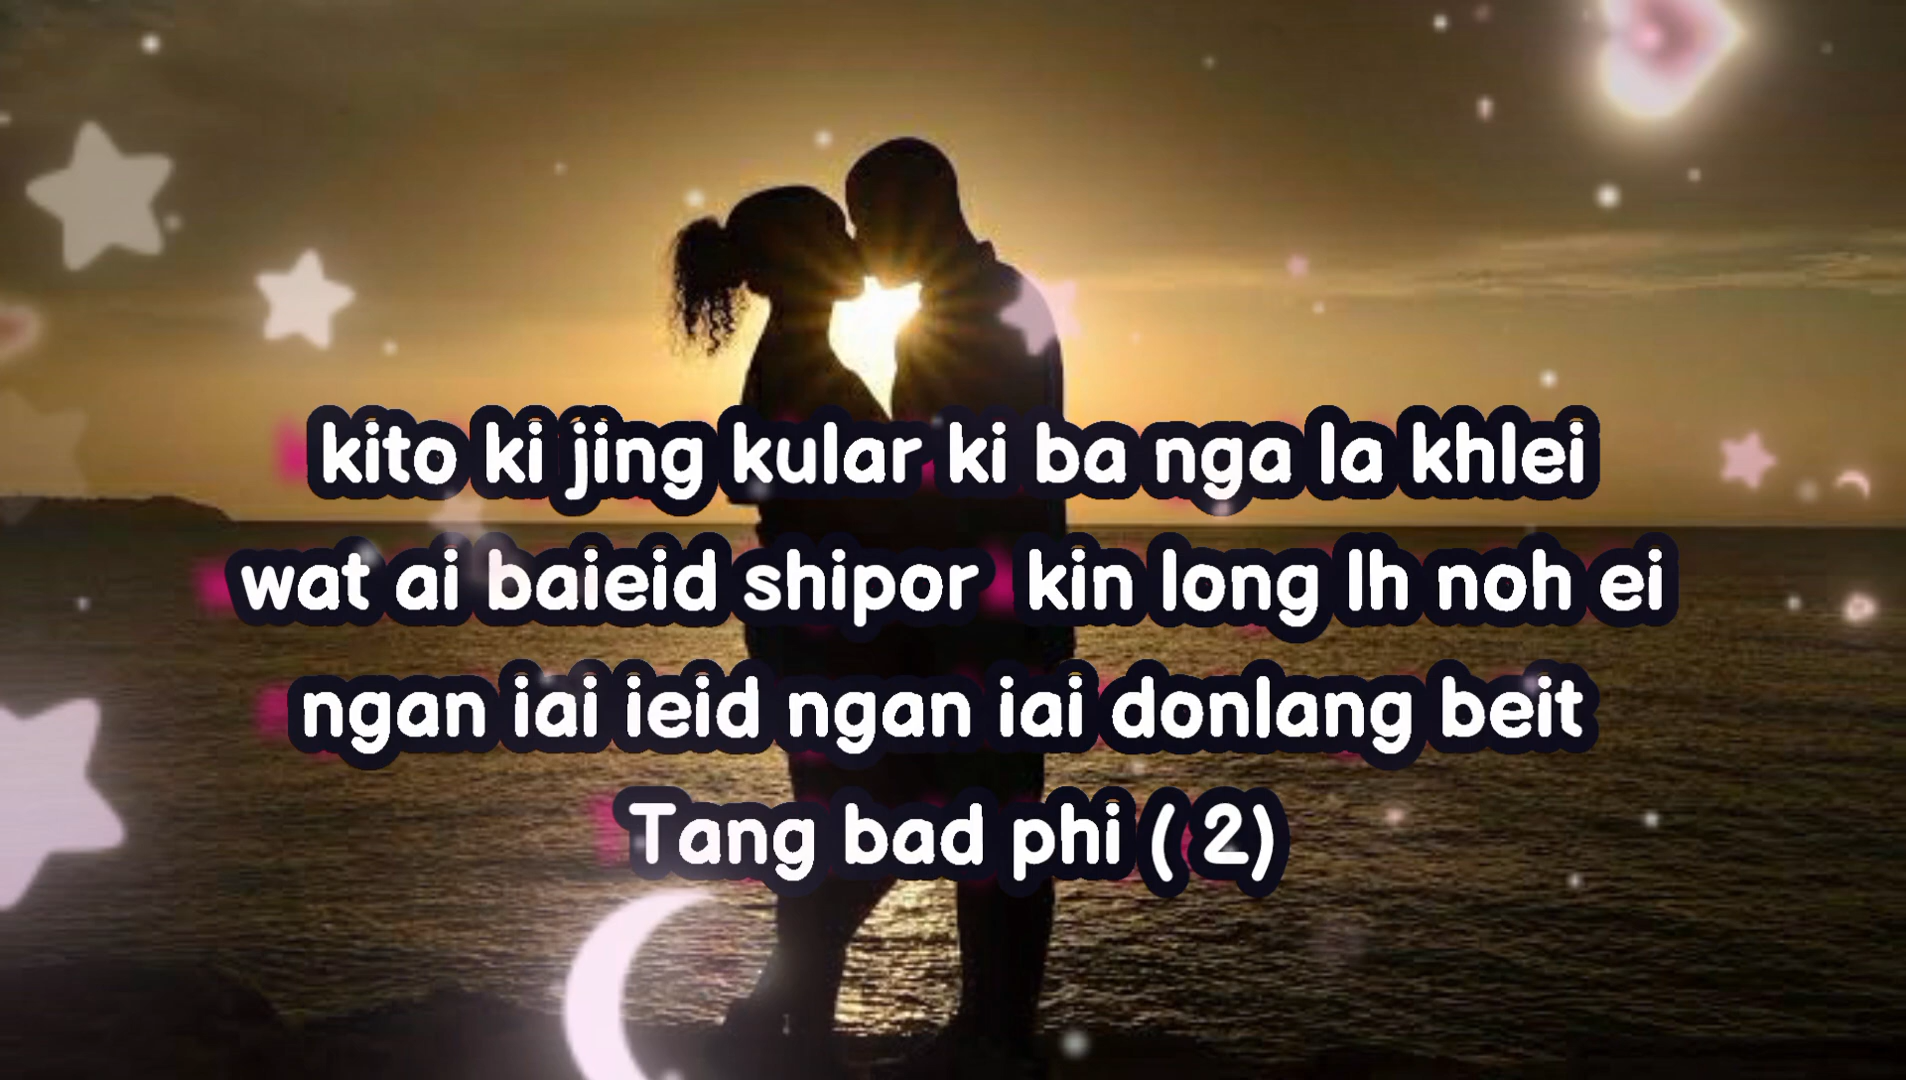 kito ki jing kular ki ba nga la khlei
wat ai baieid shipor kin long lh noh ei
ngan iai ieid ngan iai donlang beit
Tang bad phi ( 2)